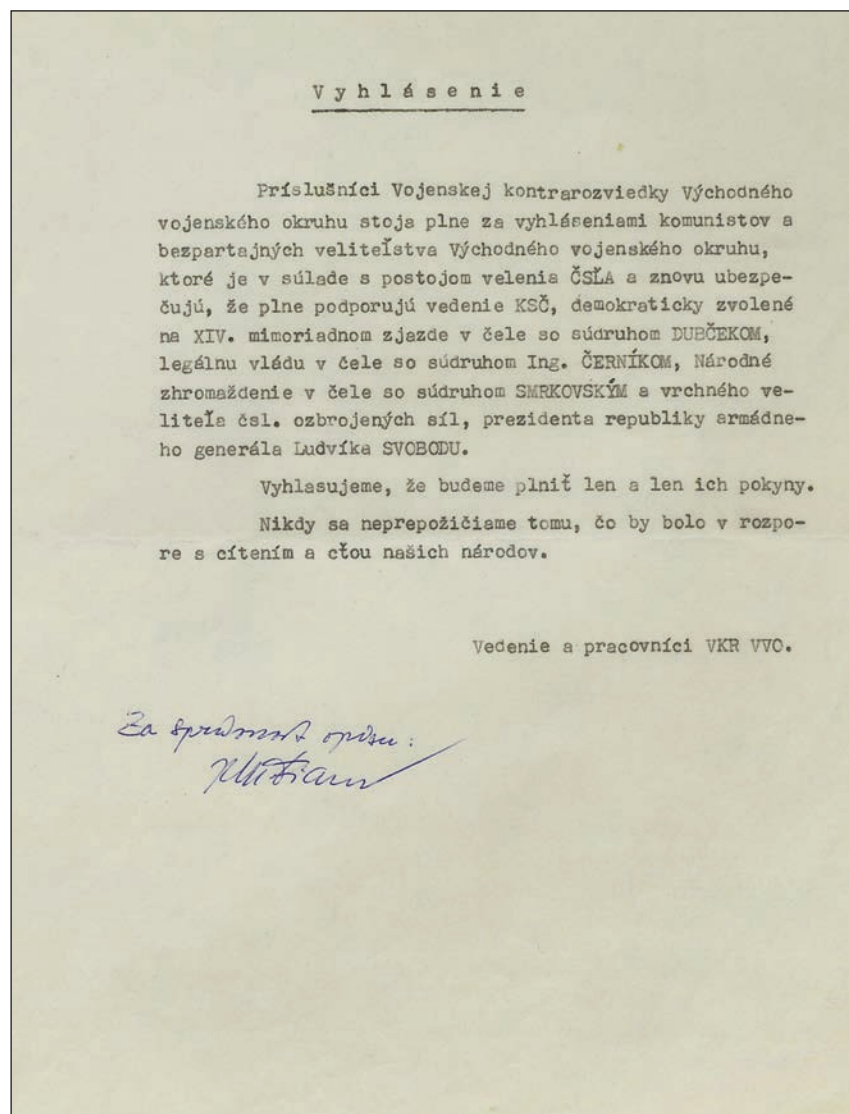 Vyhlásenie
Príslušníci Vojenskej kontrarozviedky Východného
vojenského okruhu stoja plne za vyhláseniami komunistov a
bezpartajných veliteľstva Východného vojenského okruhu,
ktoré je v súlade s postojom velenia ČSĽA a znovu ubezpe-
čujú, že plne podporujú vedenie KSČ, demokraticky zvolené
na XIV. mimoriadnom zjazde v čele so súdruhom DUBČEKOM,
legálnu vládu v čele so súdruhom Ing. ČERNÍKOM, Národné
zhromaždenie v čele so súdruhom SMRKOVSKÝM a vrchného ve-
liteľa čsl. ozbrojených síl, prezidenta republiky armádne-
ho generála Ludvíka SVOBODU.
Vyhlasujeme, že budeme plniť len a len ich pokyny.
Nikdy sa neprepožičiame tomu, čo by bolo v rozpo-
re s cítením a cťou našich národov.
Vedenie a pracovníci VKR VVO.
Za správnosť opisu: